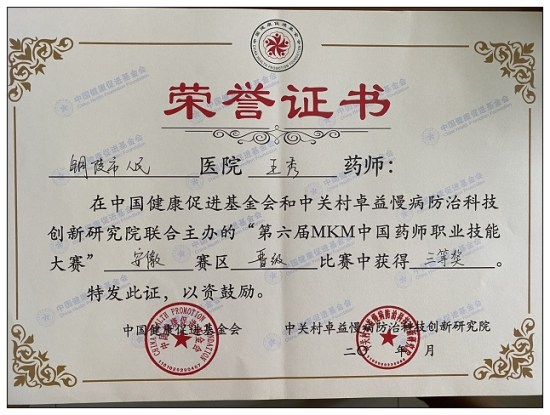 荣誉证书
铜陵市人民医院 王秀 药师：
在中国健康促进基金会和中关村卓益慢病防治科技
创新研究院联合主办的“第六届MKM中国药师职业技能
大赛” 安徽 赛区 晋级 比赛中获得 三等奖 。
特发此证，以资鼓励。
中国健康促进基金会 中关村卓益慢病防治科技创新研究院
二〇 年 月